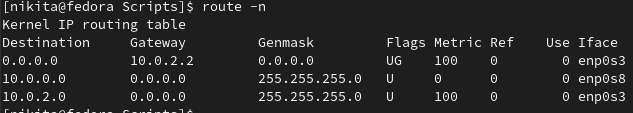 [nikita@fedora Scripts]$ route -n
Kernel IP routing table
Destination     Gateway         Genmask         Flags Metric Ref    Use Iface
0.0.0.0         10.0.2.2        0.0.0.0         UG    100    0        0 enp0s3
10.0.0.0        0.0.0.0         255.255.255.0   U     0      0        0 enp0s8
10.0.2.0        0.0.0.0         255.255.255.0   U     100    0        0 enp0s3
[nikita@fedora Scripts]$